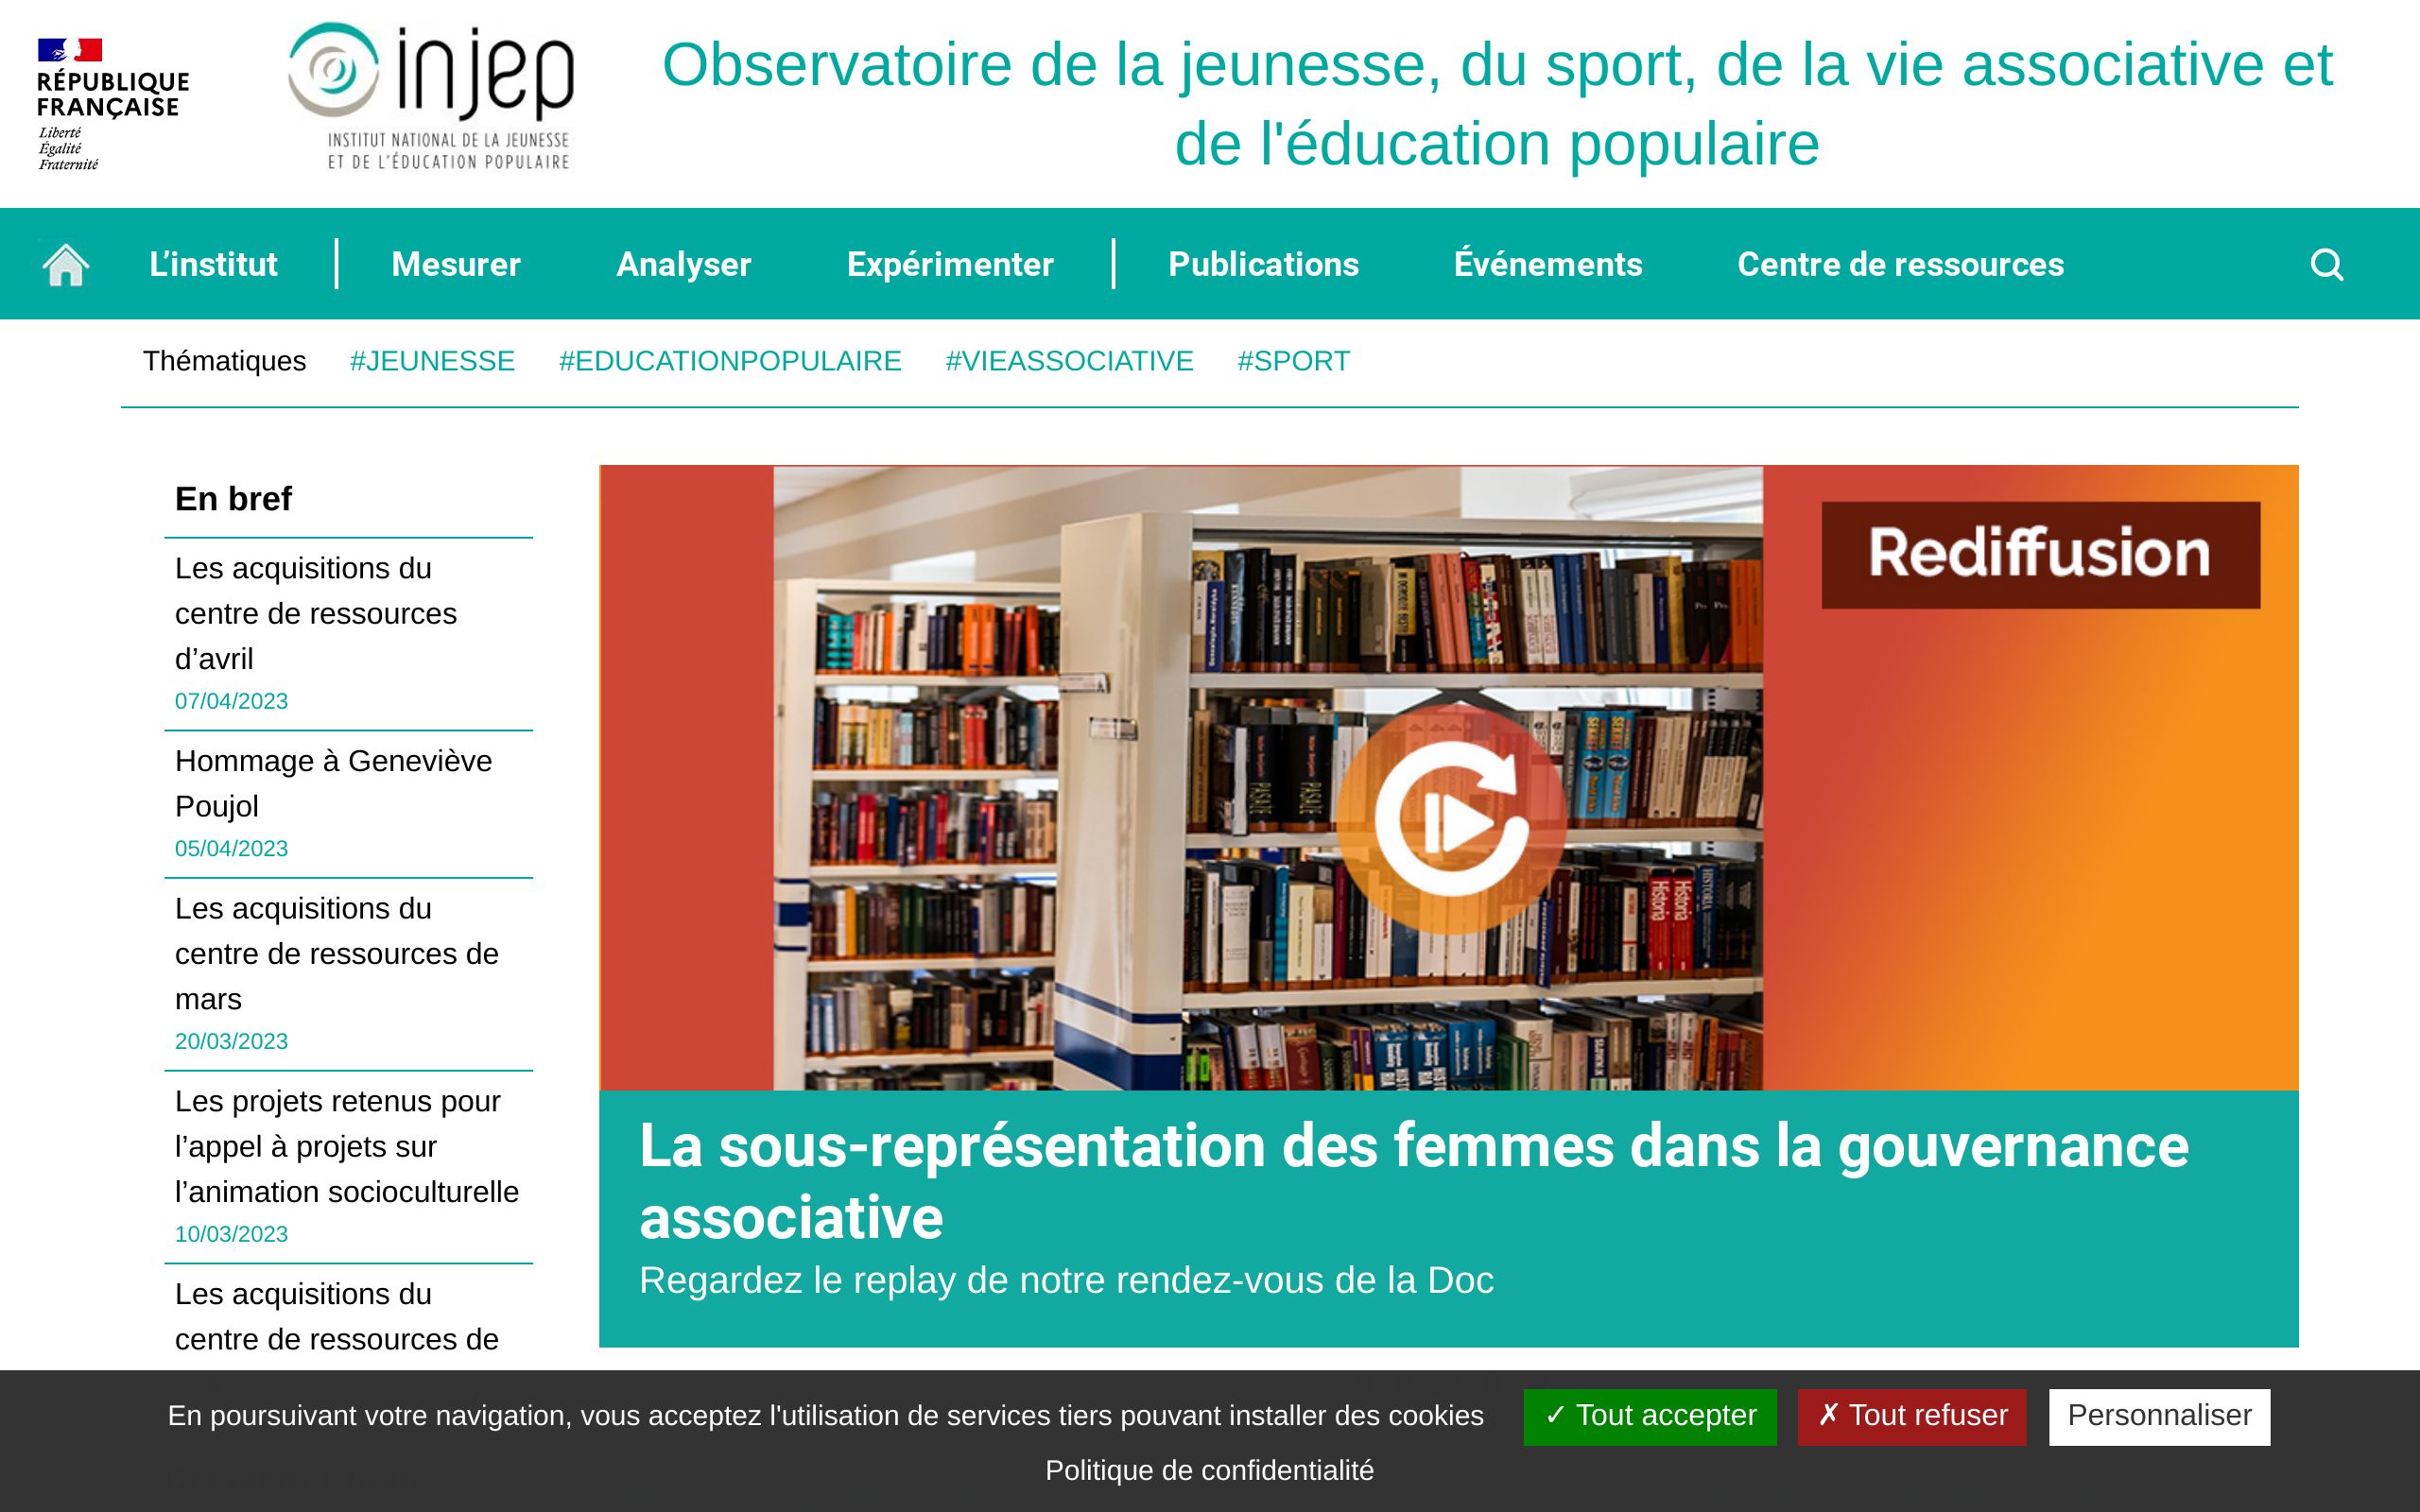 RÉPUBLIQUE
FRANÇAISE
Liberté
Égalité
Fraternité
injep
INSTITUT NATIONAL DE LA JEUNESSE
ET DE L'ÉDUCATION POPULAIRE
Observatoire de la jeunesse, du sport, de la vie associative et
de l'éducation populaire
L’institut
Mesurer
Analyser
Expérimenter
Publications
Événements
Centre de ressources
Thématiques #JEUNESSE #EDUCATIONPOPULAIRE #VIEASSOCIATIVE #SPORT
En bref
Les acquisitions du
centre de ressources
d’avril
07/04/2023
Hommage à Geneviève
Poujol
05/04/2023
Les acquisitions du
centre de ressources de
mars
20/03/2023
Les projets retenus pour
l’appel à projets sur
l’animation socioculturelle
10/03/2023
Les acquisitions du
centre de ressources de
Rediffusion
La sous-représentation des femmes dans la gouvernance
associative
Regardez le replay de notre rendez-vous de la Doc
En poursuivant votre navigation, vous acceptez l'utilisation de services tiers pouvant installer des cookies
✓ Tout accepter
✗ Tout refuser
Personnaliser
Politique de confidentialité